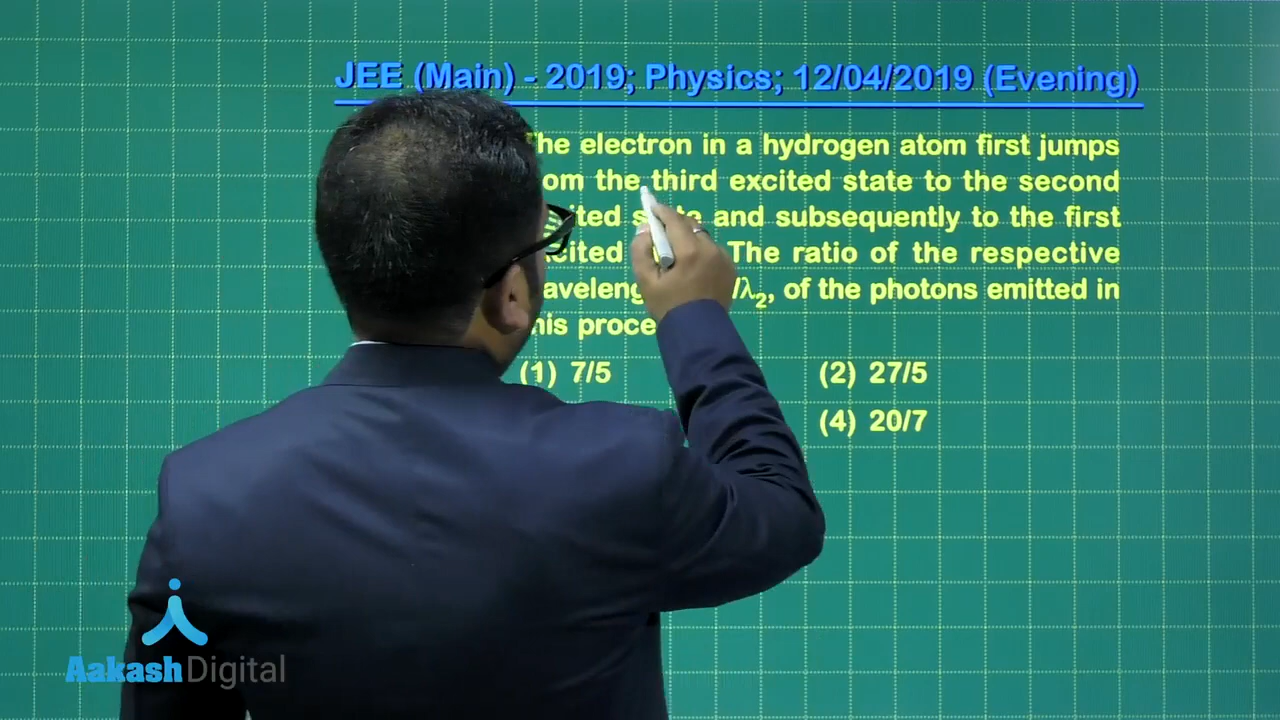 JEE (Main) - 2019; Physics; 12/04/2019 (Evening)
he electron in a hydrogen atom first jumps
om the third excited state to the second
ited and subsequently to the first
cited The ratio of the respective
aveleng /λ2, of the photons emitted in
his proce
(1) 7/5 (2) 27/5
(4) 20/7
Aakash Digital